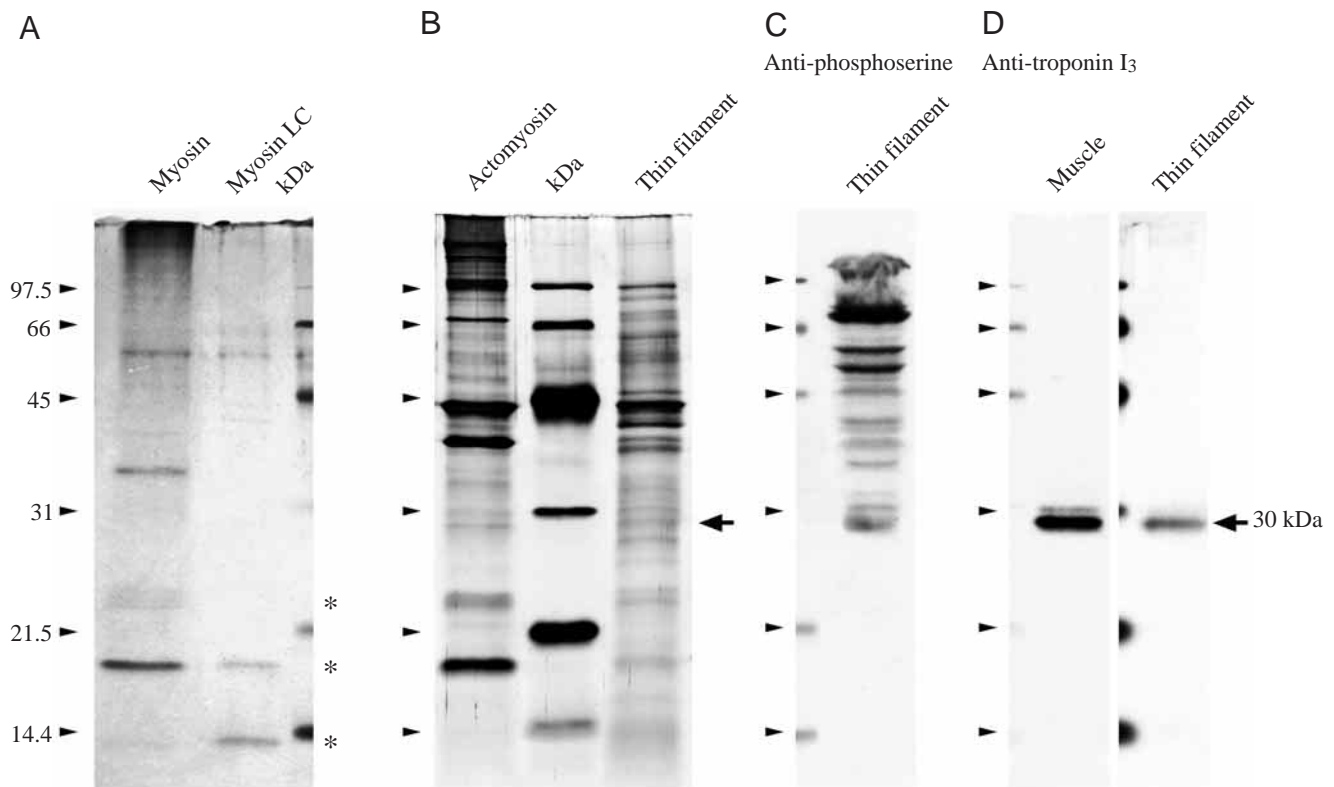 A
B
C
D
Anti-phosphoserine
Anti-troponin I3
Myosin
Myosin LC
kDa
Actomyosin
kDa
Thin filament
Thin filament
Muscle
Thin filament
97.5
66
45
31
21.5
14.4
*
*
*
30 kDa